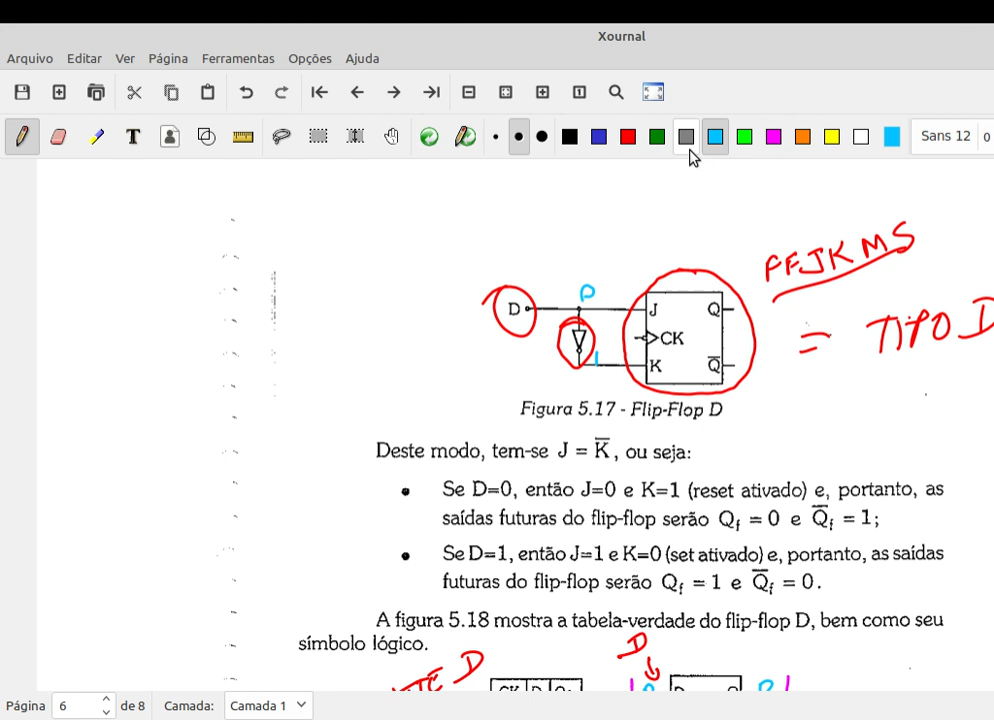 Xournal
Arquivo Editar Ver Página Ferramentas Opções Ajuda
Sans 12 0
FFJKMS
= TIPO D
0
D J Q
CK
1
K Q̅
Figura 5.17 - Flip-Flop D
Deste modo, tem-se J = K̅, ou seja:
• Se D=0, então J=0 e K=1 (reset ativado) e, portanto, as
saídas futuras do flip-flop serão Qf = 0 e Q̅f = 1;
• Se D=1, então J=1 e K=0 (set ativado) e, portanto, as saídas
futuras do flip-flop serão Qf = 1 e Q̅f = 0.
A figura 5.18 mostra a tabela-verdade do flip-flop D, bem como seu
símbolo lógico.
D
D
Página 6 de 8 Camada: Camada 1